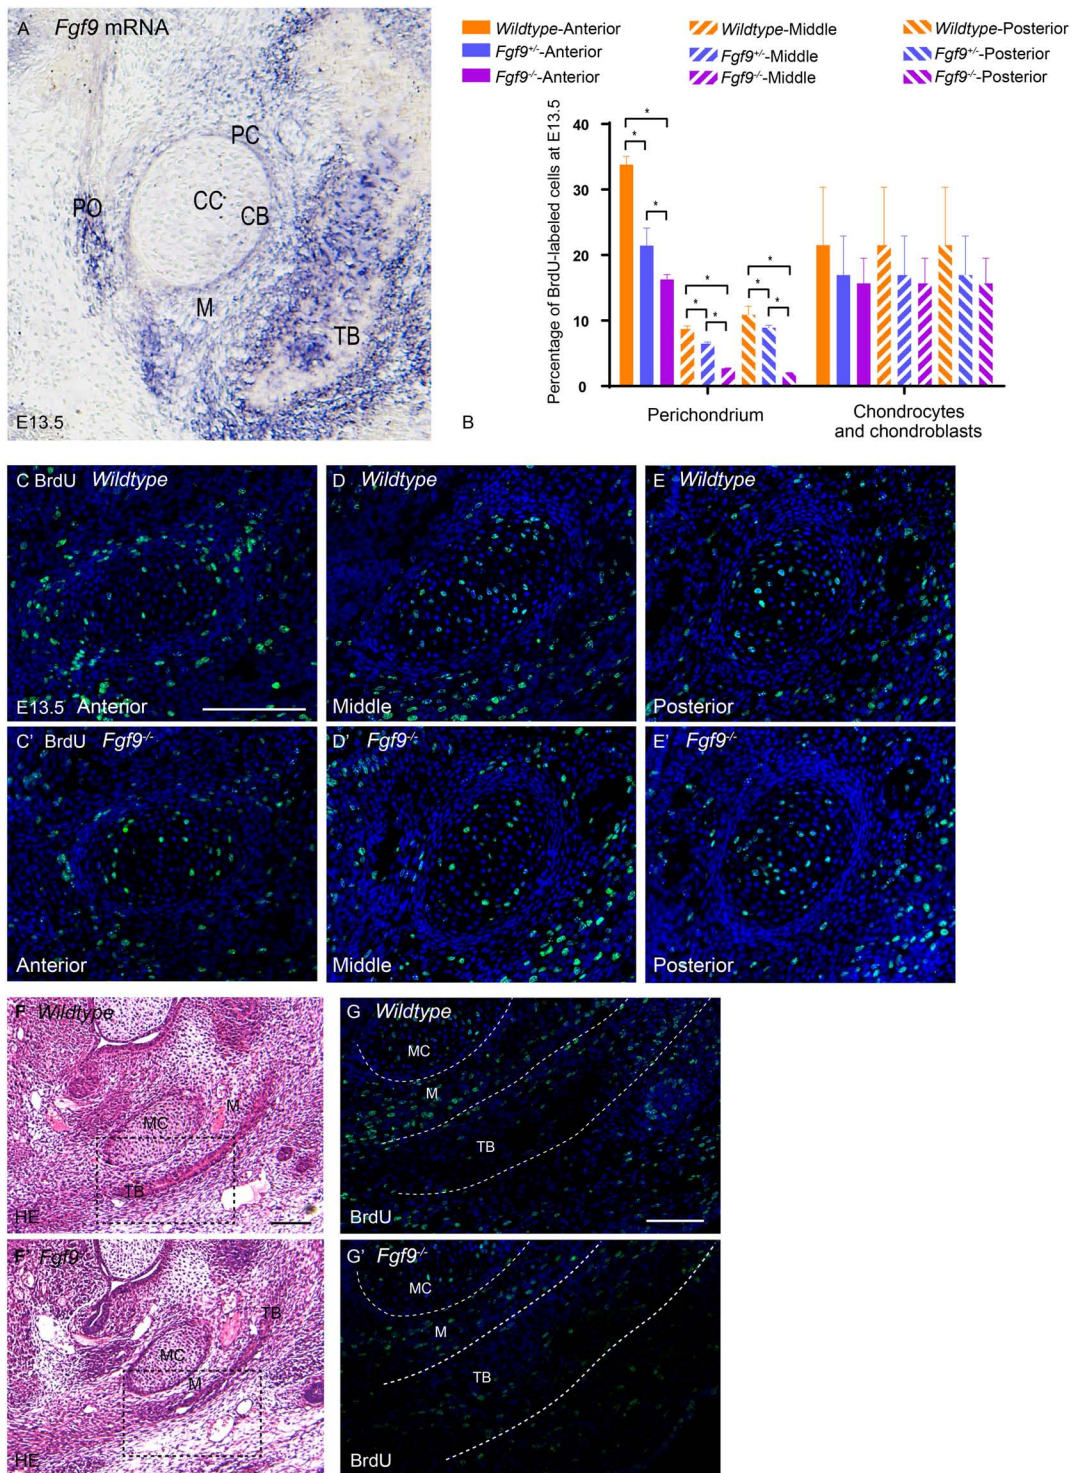 A Fgf9 mRNA
PC
CC
CB
PO
M
TB
E13.5
Wildtype-Anterior
Wildtype-Middle
Wildtype-Posterior
Fgf9+/--Anterior
Fgf9+/--Middle
Fgf9+/--Posterior
Fgf9-/--Anterior
Fgf9-/--Middle
Fgf9-/--Posterior
Percentage of BrdU-labeled cells at E13.5
40
30
20
10
0
* * * * * * * * *
Perichondrium
Chondrocytes
and chondroblasts
B
C BrdU Wildtype
D Wildtype
E Wildtype
E13.5 Anterior
Middle
Posterior
C' BrdU Fgf9-/-
D' Fgf9-/-
E' Fgf9-/-
Anterior
Middle
Posterior
F Wildtype
MC
M
TB
HE
G Wildtype
MC
M
TB
BrdU
F' Fgf9
TB
MC
M
HE
G' Fgf9-/-
MC
M
TB
BrdU